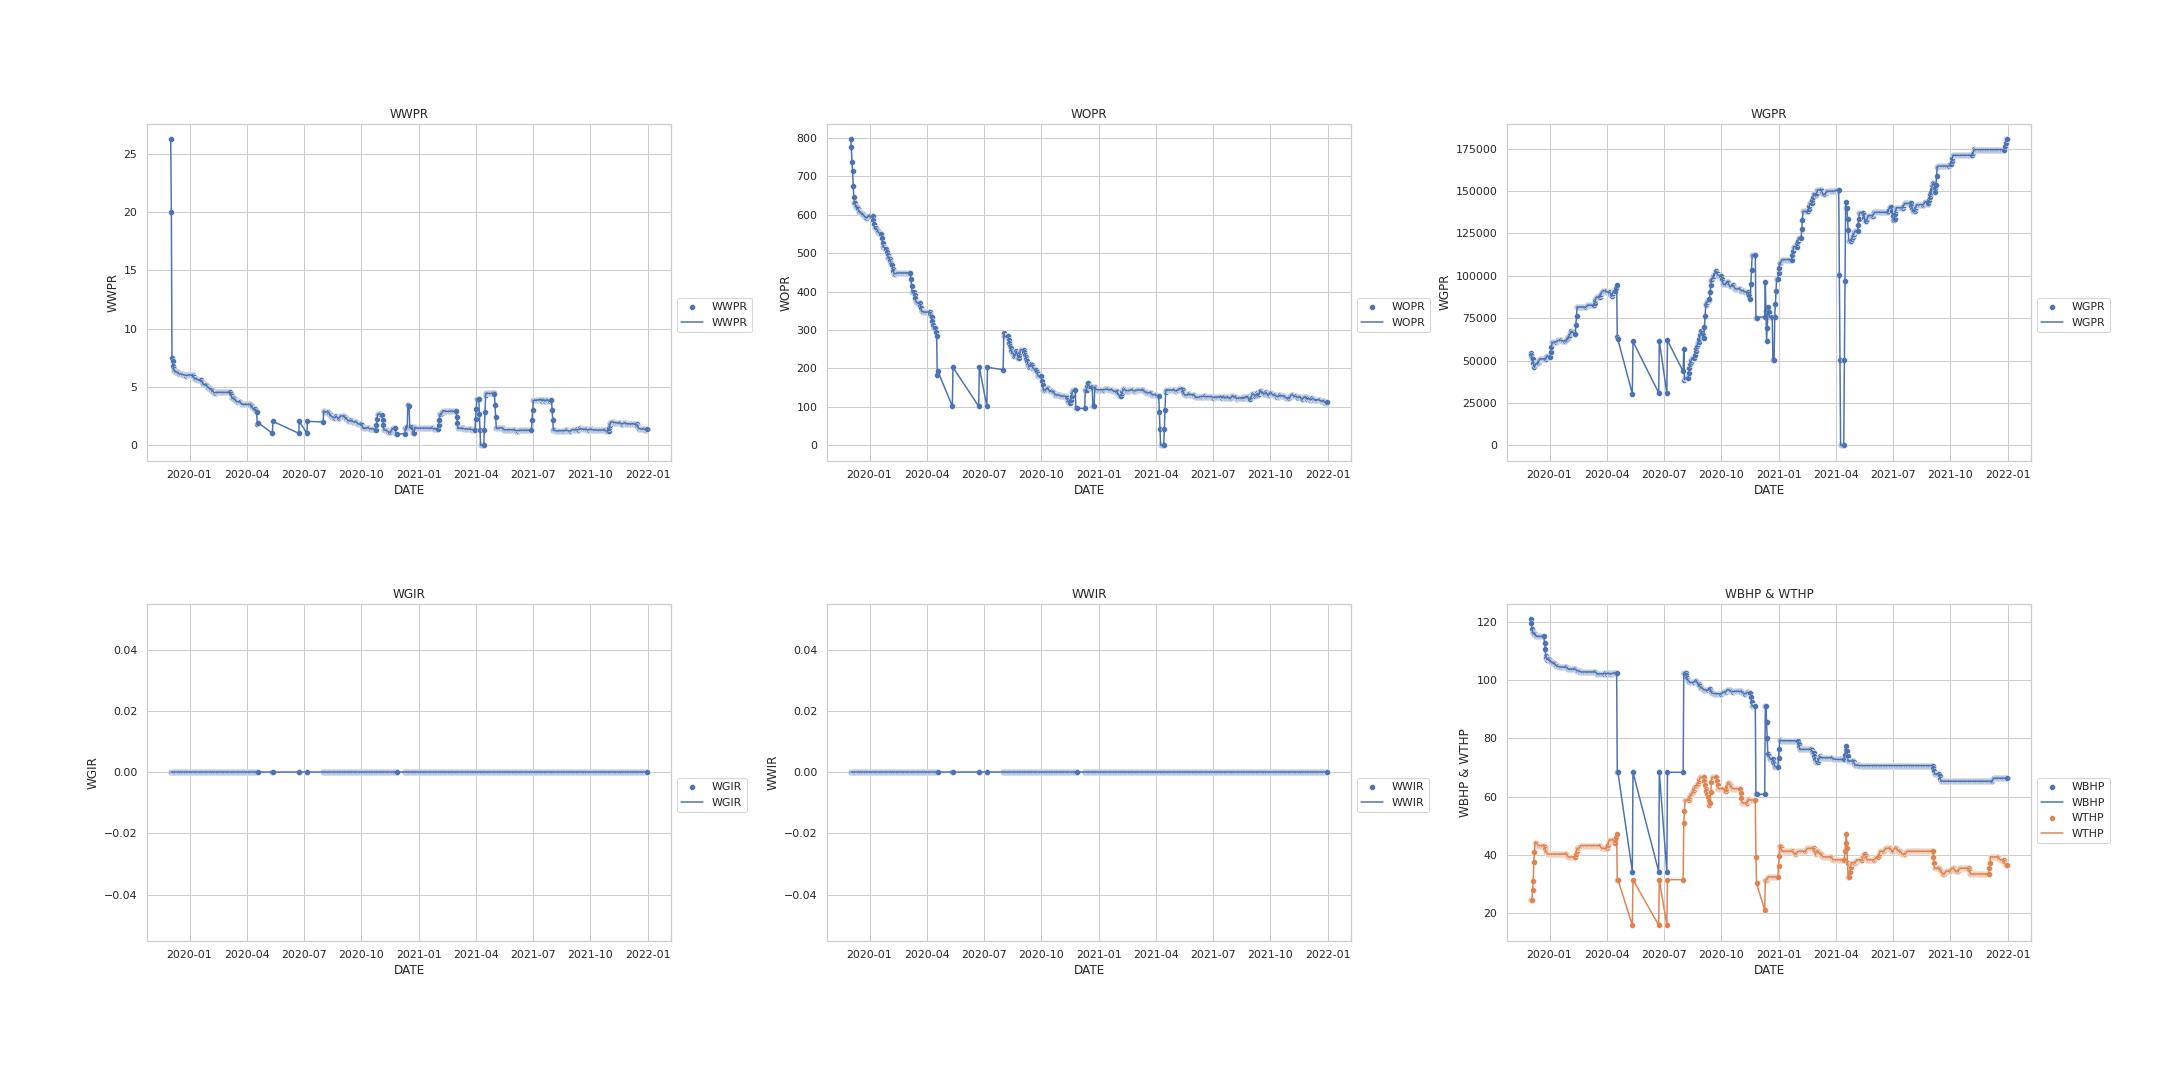 WWPR
25
20
15
10
5
0
WWPR
2020-01 2020-04 2020-07 2020-10 2021-01 2021-04 2021-07 2021-10 2022-01
DATE
WWPR
WWPR
WOPR
800
700
600
500
400
300
200
100
0
WOPR
2020-01 2020-04 2020-07 2020-10 2021-01 2021-04 2021-07 2021-10 2022-01
DATE
WOPR
WOPR
WGPR
175000
150000
125000
100000
75000
50000
25000
0
WGPR
2020-01 2020-04 2020-07 2020-10 2021-01 2021-04 2021-07 2021-10 2022-01
DATE
WGPR
WGPR
WGIR
0.04
0.02
0.00
−0.02
−0.04
WGIR
2020-01 2020-04 2020-07 2020-10 2021-01 2021-04 2021-07 2021-10 2022-01
DATE
WGIR
WGIR
WWIR
0.04
0.02
0.00
−0.02
−0.04
WWIR
2020-01 2020-04 2020-07 2020-10 2021-01 2021-04 2021-07 2021-10 2022-01
DATE
WWIR
WWIR
WBHP & WTHP
120
100
80
60
40
20
WBHP & WTHP
2020-01 2020-04 2020-07 2020-10 2021-01 2021-04 2021-07 2021-10 2022-01
DATE
WBHP
WBHP
WTHP
WTHP